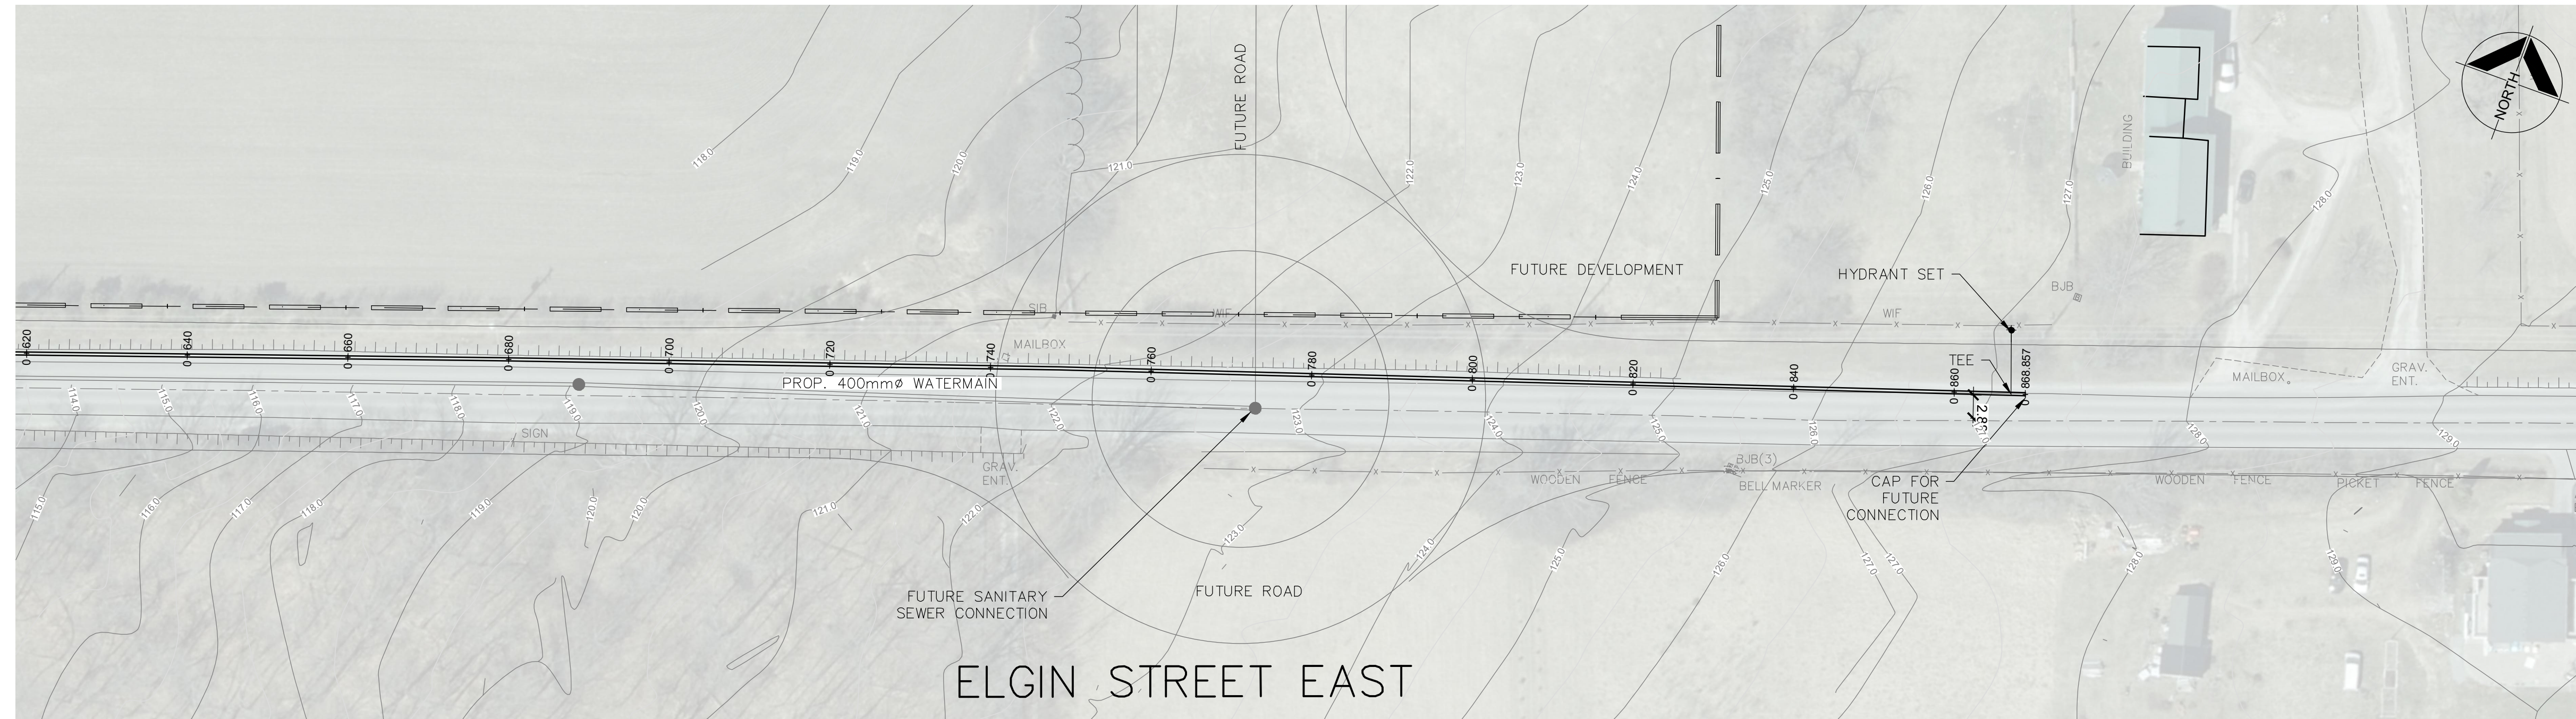 FUTURE ROAD
NORTH
118.0
119.0
120.0
121.0
122.0
123.0
124.0
125.0
126.0
127.0
128.0
BUILDING
FUTURE DEVELOPMENT
HYDRANT SET
BJB
SIB
WIF
WIF
MAILBOX
TEE
0+620
0+640
0+660
0+680
0+700
0+720
0+740
0+760
0+780
0+800
0+820
0+840
0+860
0+868.857
PROP. 400mmø WATERMAIN
MAILBOX
GRAV.
ENT.
114.0
115.0
116.0
117.0
118.0
119.0
120.0
121.0
122.0
123.0
124.0
125.0
126.0
127.0
128.0
129.0
SIGN
GRAV.
ENT.
WOODEN FENCE
BJB(3)
BELL MARKER
CAP FOR
FUTURE
CONNECTION
WOODEN FENCE
PICKET FENCE
115.0
116.0
117.0
118.0
119.0
120.0
120.0
121.0
122.0
123.0
124.0
125.0
126.0
127.0
127.0
128.0
129.0
FUTURE SANITARY
SEWER CONNECTION
FUTURE ROAD
ELGIN STREET EAST